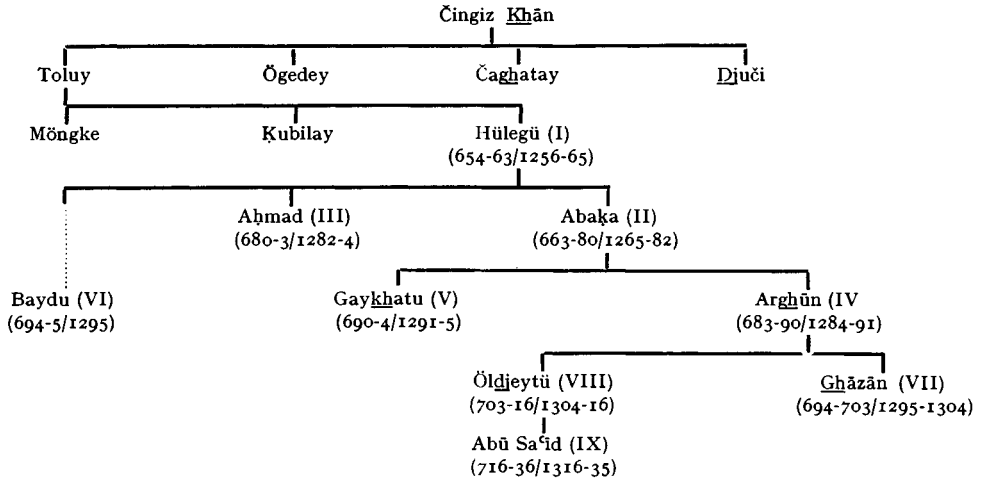 Čingiz Khān
Toluy Ögedey Čaghatay Djuči
Möngke Ḳubilay Hülegü (I)
(654-63/1256-65)
Aḥmad (III) Abaḳa (II)
(680-3/1282-4) (663-80/1265-82)
Baydu (VI) Gaykhatu (V) Arghūn (IV
(694-5/1295) (690-4/1291-5) (683-90/1284-91)
Öldjeytü (VIII) Ghāzān (VII)
(703-16/1304-16) (694-703/1295-1304)
Abū Saʿīd (IX)
(716-36/1316-35)